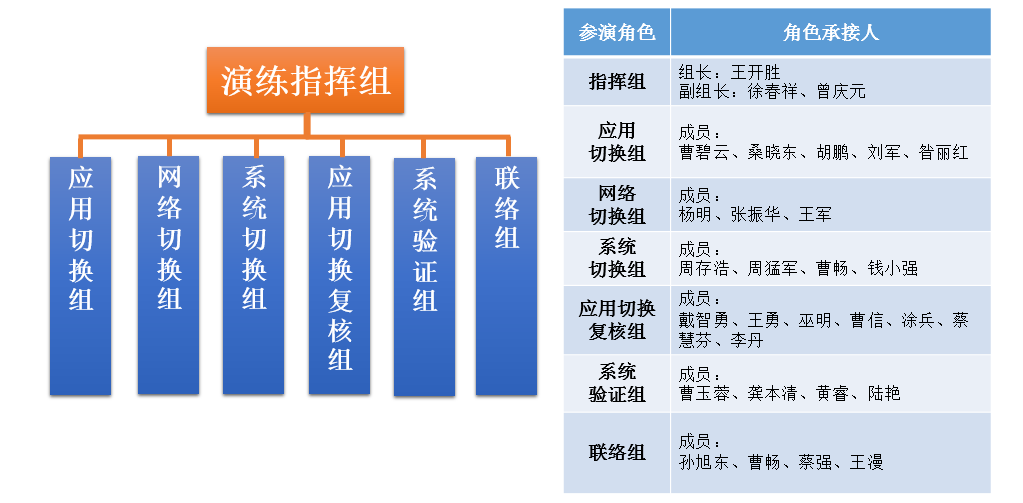 演练指挥组
应用切换组
网络切换组
系统切换组
应用切换复核组
系统验证组
联络组
参演角色
角色承接人
指挥组
组长：王开胜
副组长：徐春祥、曾庆元
应用
切换组
成员：
曹碧云、桑晓东、胡鹏、刘军、昝丽红
网络
切换组
成员：
杨明、张振华、王军
系统
切换组
成员：
周存浩、周猛军、曹畅、钱小强
应用切换
复核组
成员：
戴智勇、王勇、巫明、曹信、涂兵、蔡
慧芬、李丹
系统
验证组
成员：
曹玉蓉、龚本清、黄睿、陆艳
联络组
成员：
孙旭东、曹畅、蔡强、王漫